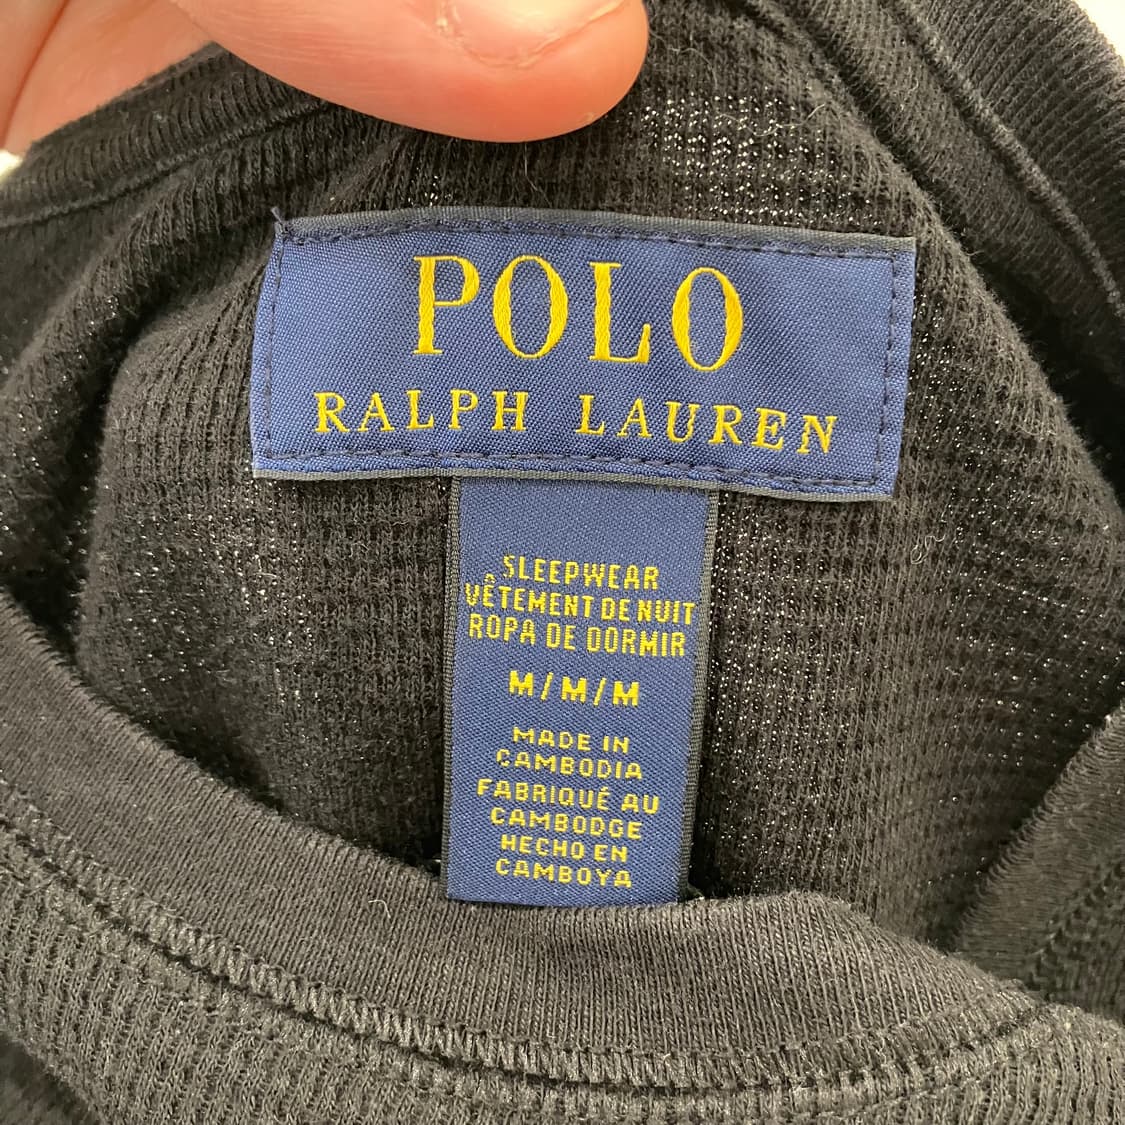 POLO
RALPH LAUREN
SLEEPWEAR
VÊTEMENT DE NUIT
ROPA DE DORMIR
M/M/M
MADE IN
CAMBODIA
FABRIQUÉ AU
CAMBODGE
HECHO EN
CAMBOYA